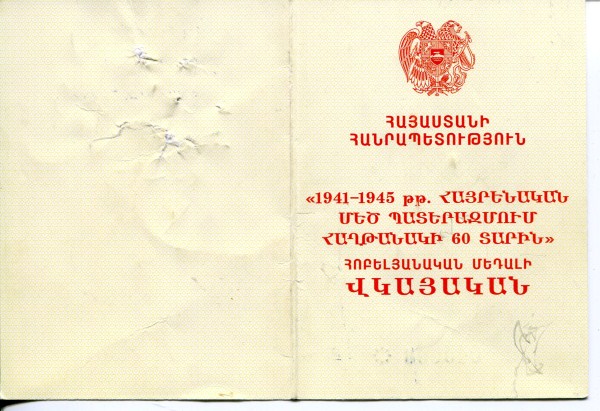 ՀԱՅԱՍՏԱՆԻ
ՀԱՆՐԱՊԵՏՈՒԹՅՈՒՆ
«1941–1945 թթ. ՀԱՅՐԵՆԱԿԱՆ
ՄԵԾ ՊԱՏԵՐԱԶՄՈՒՄ
ՀԱՂԹԱՆԱԿԻ 60 ՏԱՐԻՆ»
ՀՈԲԵԼՅԱՆԱԿԱՆ ՄԵԴԱԼԻ
ՎԿԱՅԱԿԱՆ